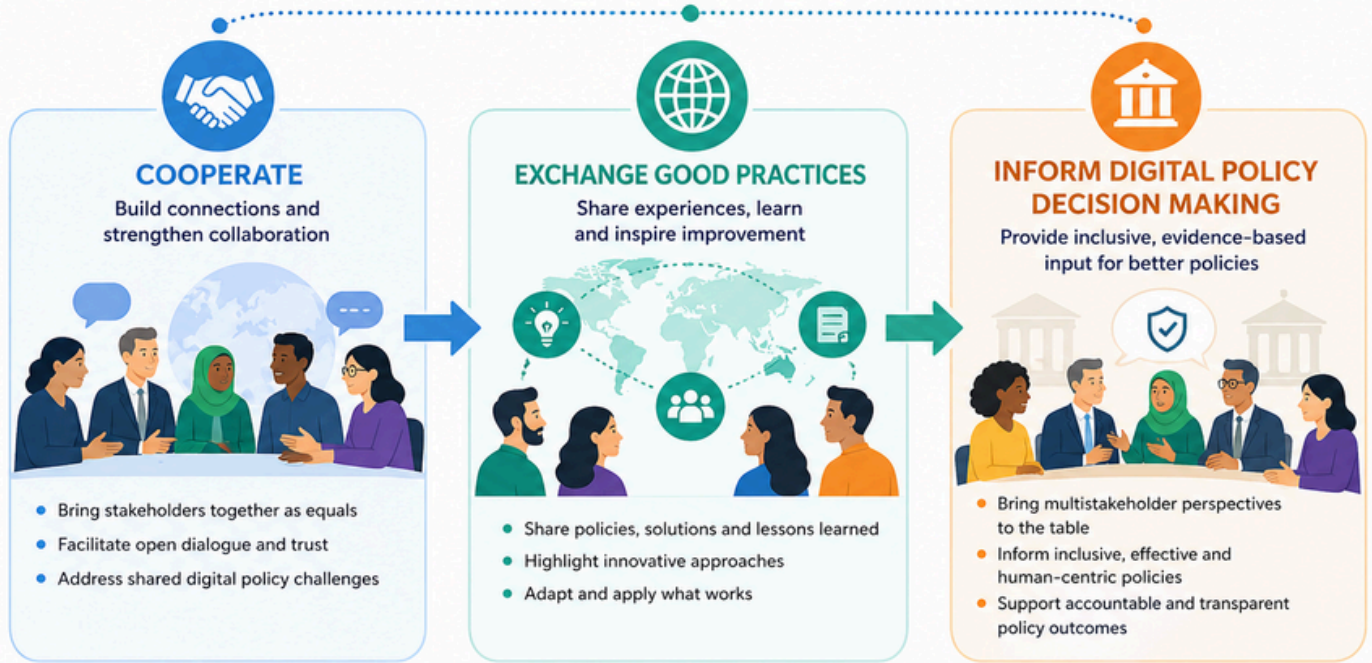 COOPERATE
Build connections and
strengthen collaboration
Bring stakeholders together as equals
Facilitate open dialogue and trust
Address shared digital policy challenges
EXCHANGE GOOD PRACTICES
Share experiences, learn
and inspire improvement
Share policies, solutions and lessons learned
Highlight innovative approaches
Adapt and apply what works
INFORM DIGITAL POLICY
DECISION MAKING
Provide inclusive, evidence-based
input for better policies
Bring multistakeholder perspectives
to the table
Inform inclusive, effective and
human-centric policies
Support accountable and transparent
policy outcomes